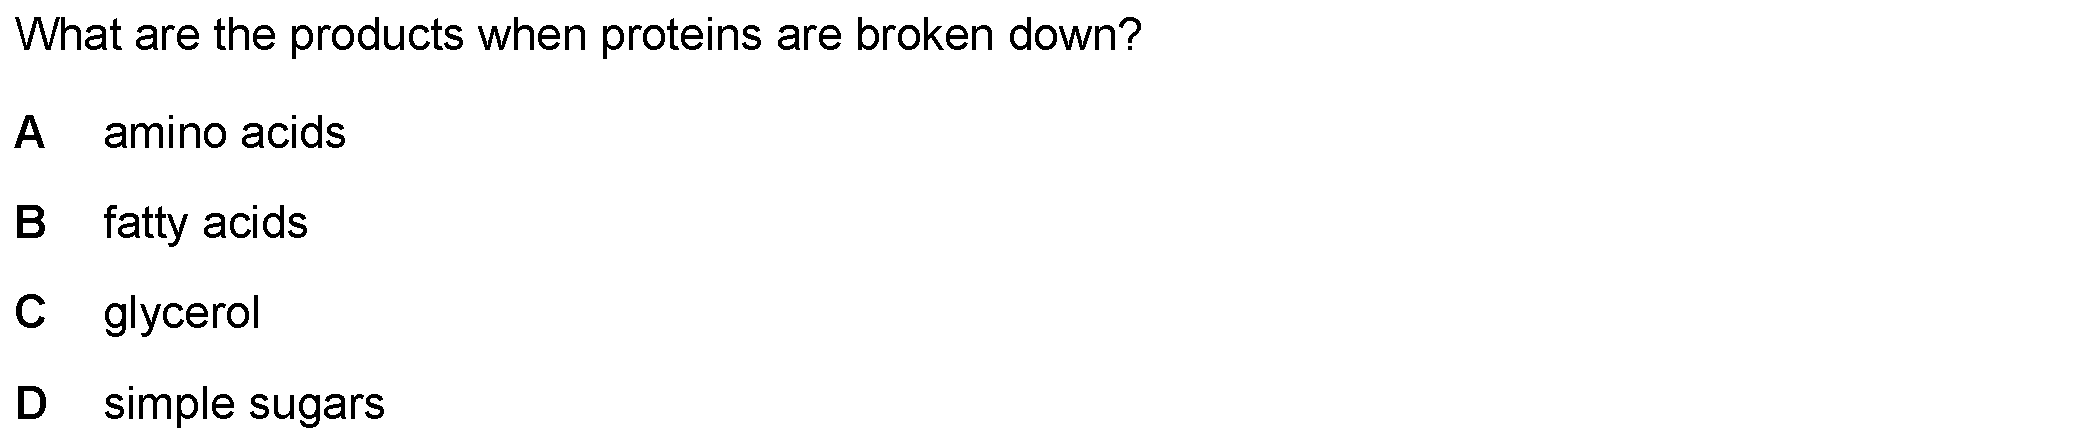 What are the products when proteins are broken down?
A amino acids
B fatty acids
C glycerol
D simple sugars